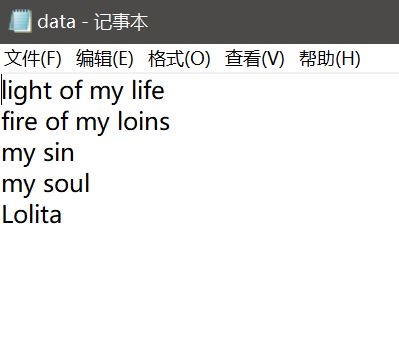 data - 记事本
文件(F) 编辑(E) 格式(O) 查看(V) 帮助(H)
light of my life
fire of my loins
my sin
my soul
Lolita